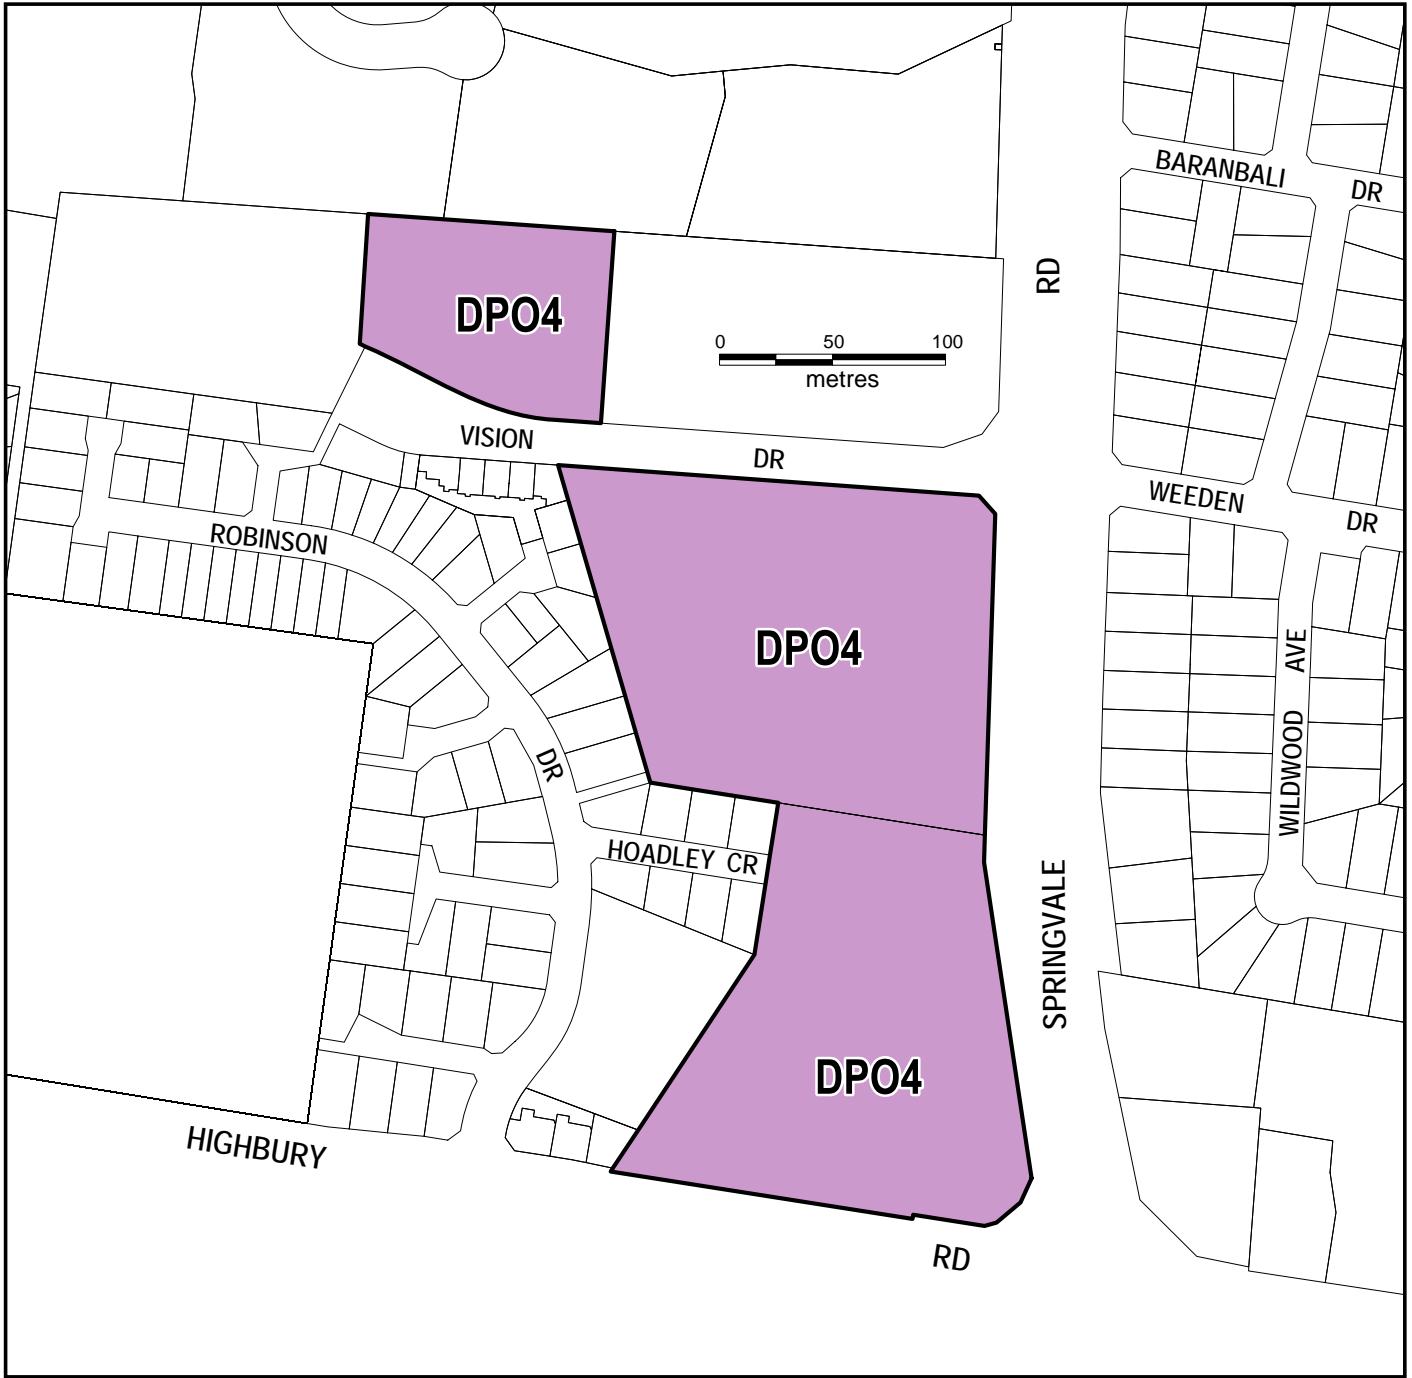 BARANBALI
DR
RD
DPO4
0 50 100
metres
VISION
DR
WEEDEN
DR
ROBINSON
DPO4
AVE
WILDWOOD
DR
HOADLEY CR
SPRINGVALE
DPO4
HIGHBURY
RD